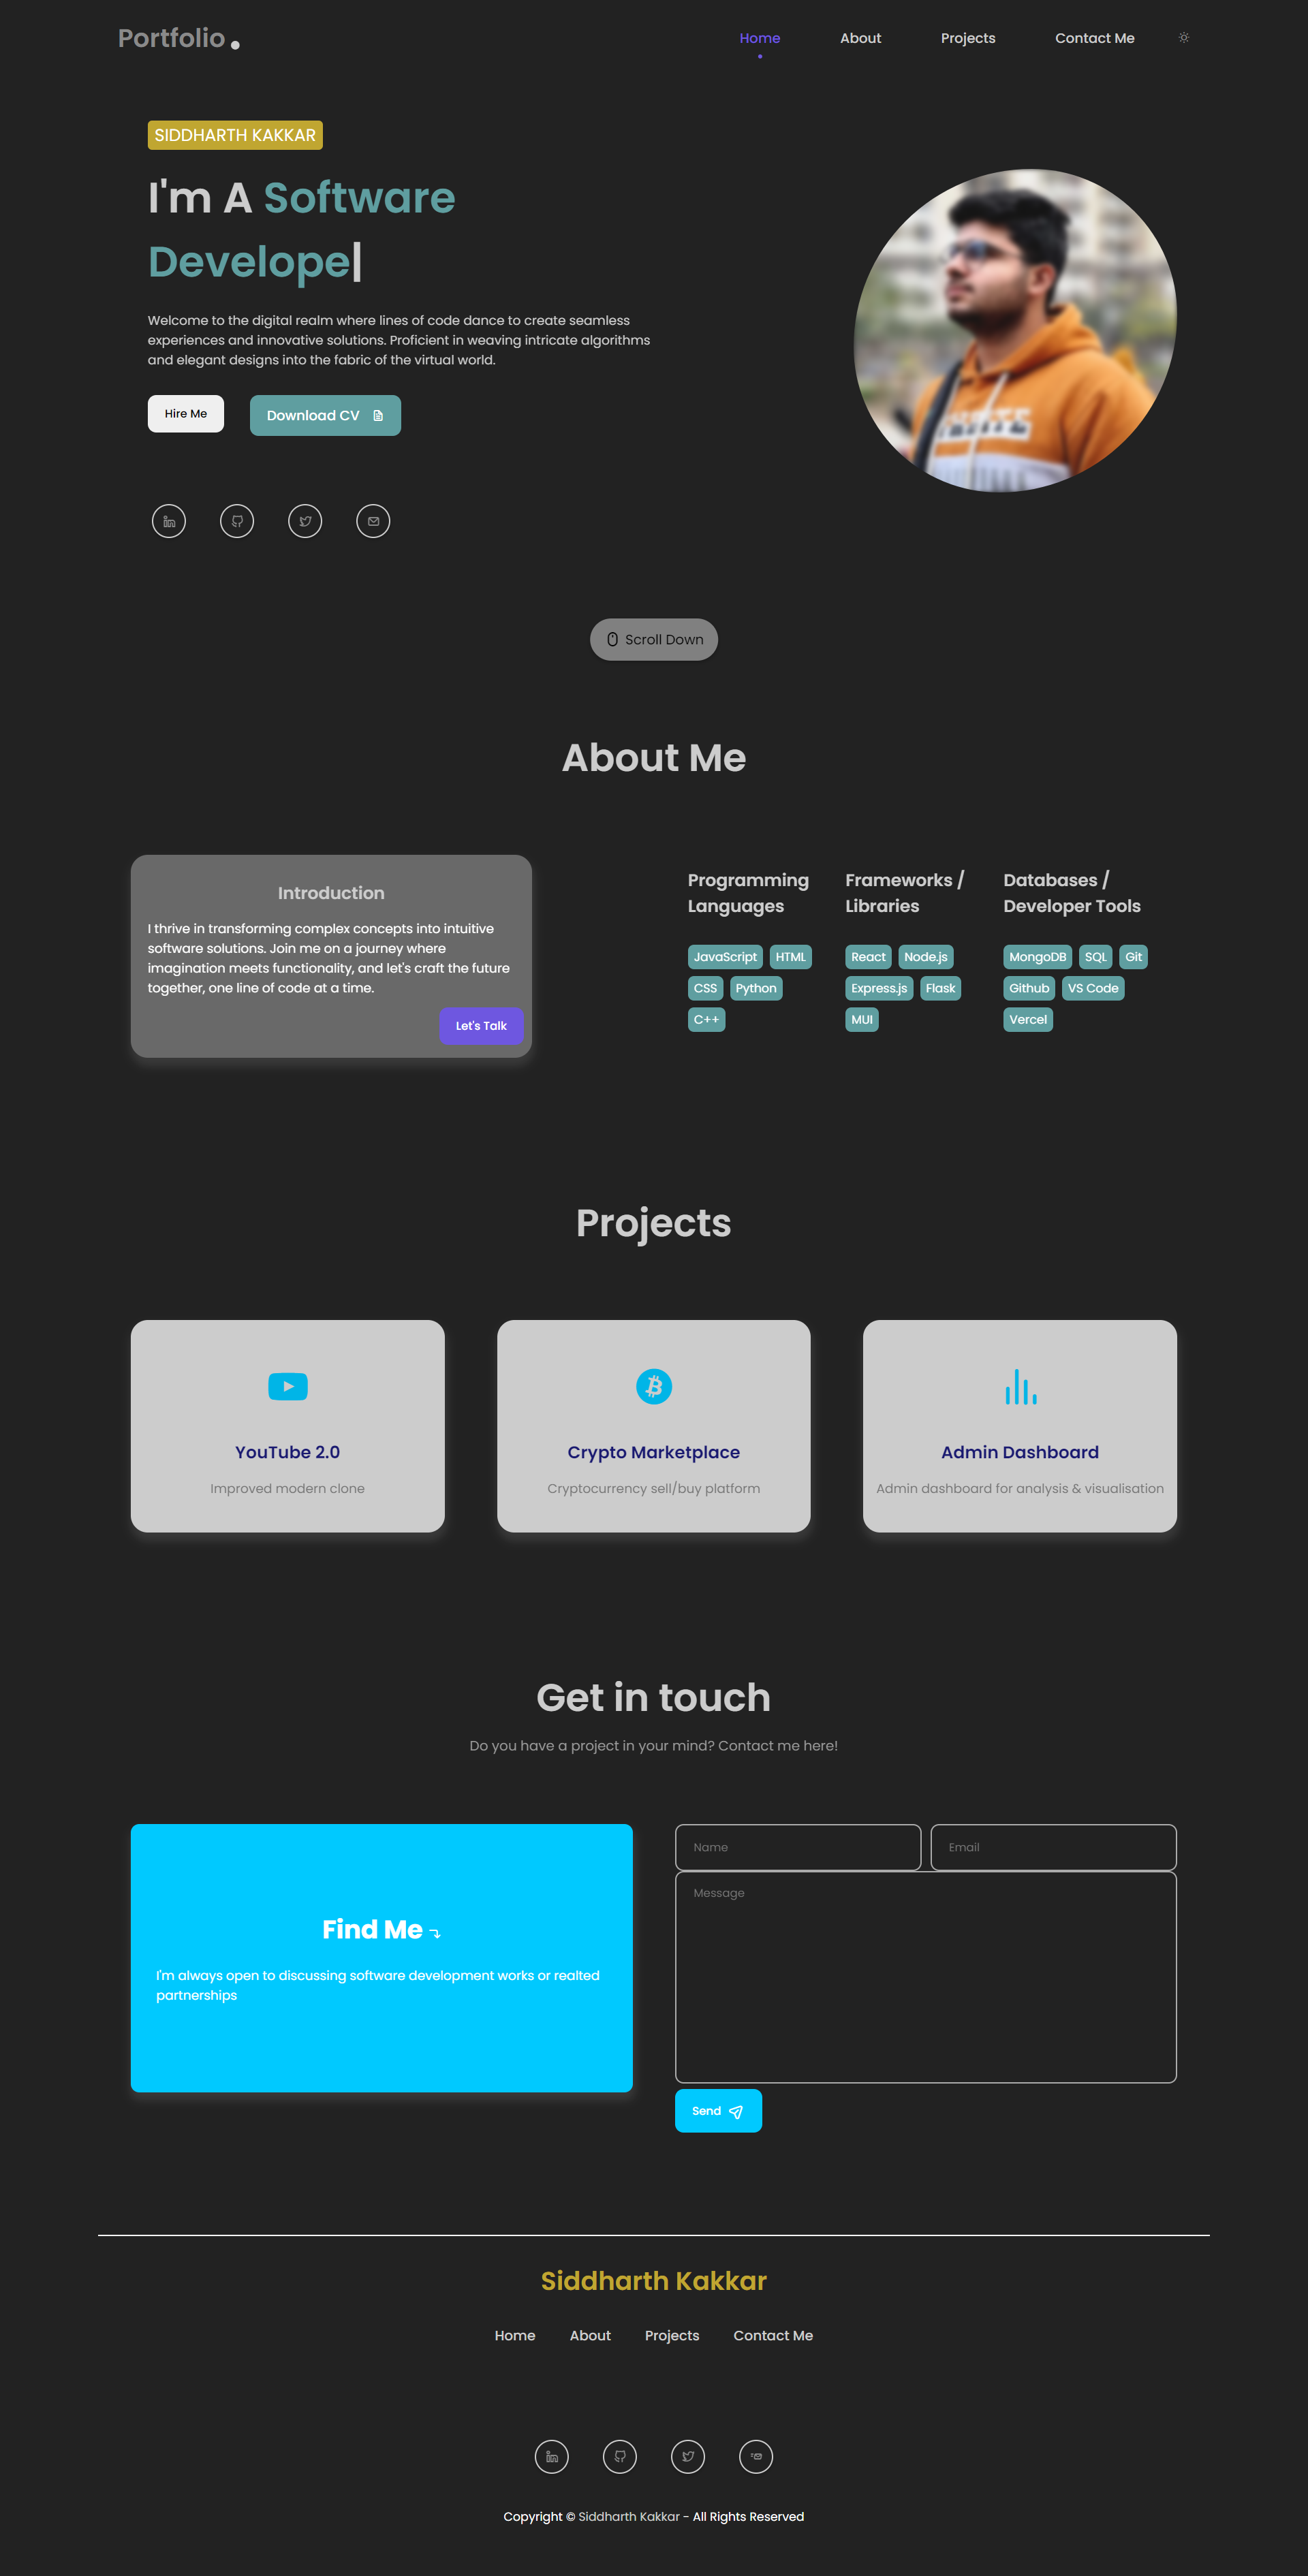 Portfolio
Home About Projects Contact Me
SIDDHARTH KAKKAR
I'm A Software
Develope|
Welcome to the digital realm where lines of code dance to create seamless
experiences and innovative solutions. Proficient in weaving intricate algorithms
and elegant designs into the fabric of the virtual world.
Hire Me
Download CV
Scroll Down
About Me
Introduction
I thrive in transforming complex concepts into intuitive
software solutions. Join me on a journey where
imagination meets functionality, and let's craft the future
together, one line of code at a time.
Let's Talk
Programming
Languages
JavaScript HTML
CSS Python
C++
Frameworks /
Libraries
React Node.js
Express.js Flask
MUI
Databases /
Developer Tools
MongoDB SQL Git
Github VS Code
Vercel
Projects
YouTube 2.0
Improved modern clone
Crypto Marketplace
Cryptocurrency sell/buy platform
Admin Dashboard
Admin dashboard for analysis & visualisation
Get in touch
Do you have a project in your mind? Contact me here!
Find Me
I'm always open to discussing software development works or realted
partnerships
Name
Email
Message
Send
Siddharth Kakkar
Home About Projects Contact Me
Copyright © Siddharth Kakkar - All Rights Reserved